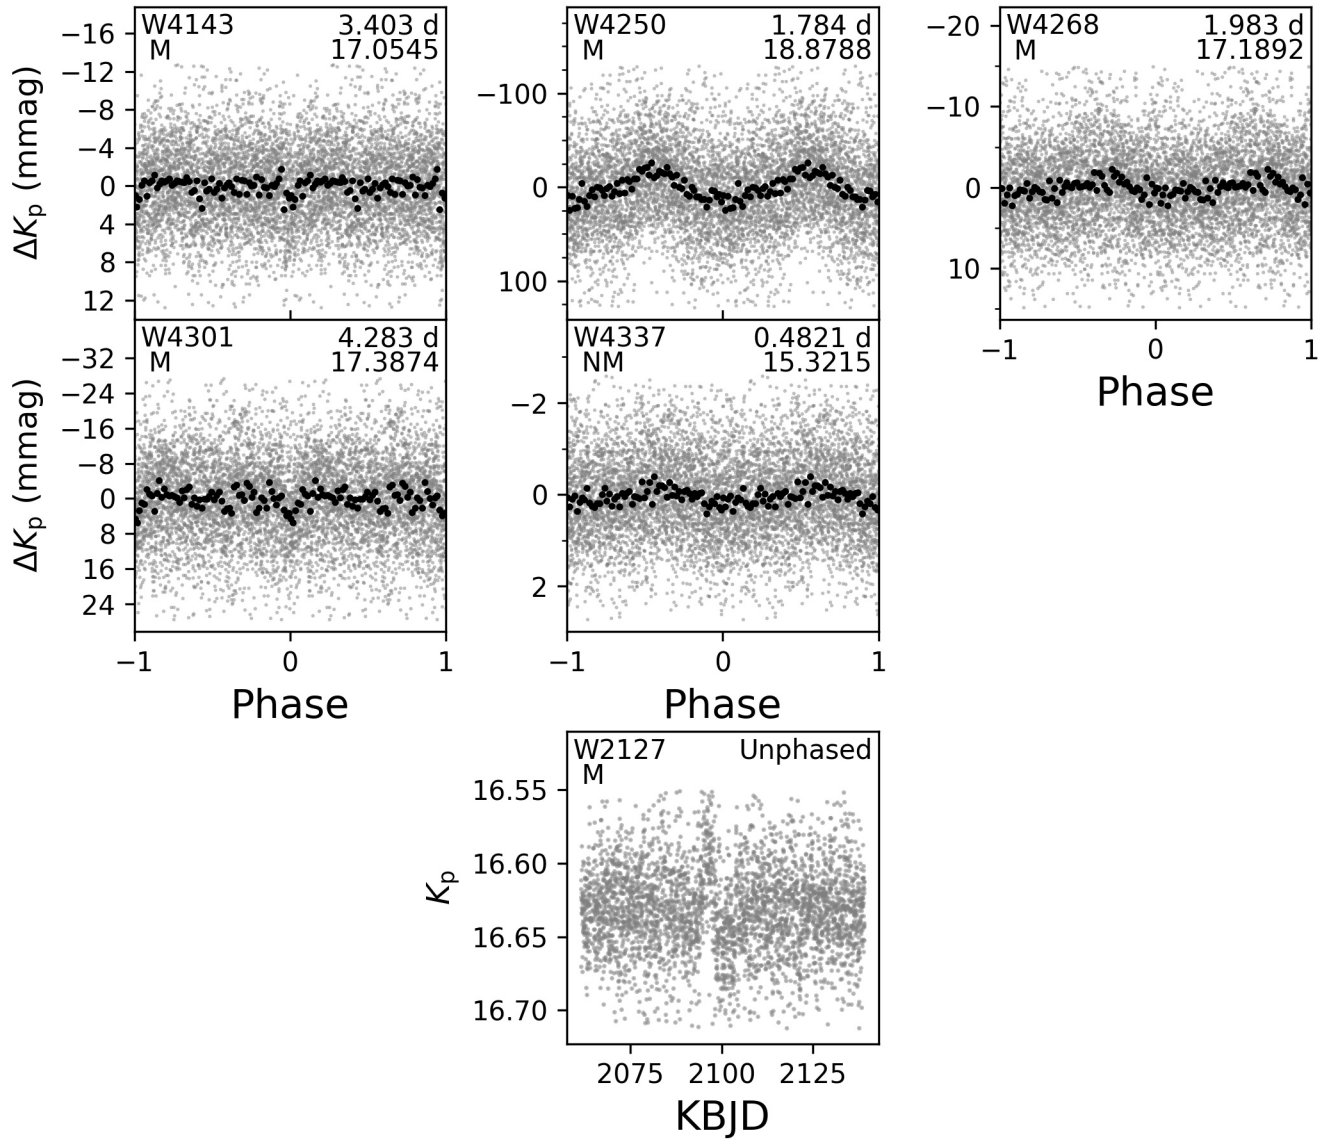 W4143 3.403 d
M 17.0545
−16
−12
−8
−4
0
4
8
12
ΔKp (mmag)
W4250 1.784 d
M 18.8788
−100
0
100
W4268 1.983 d
M 17.1892
−20
−10
0
10
−1 0 1
Phase
W4301 4.283 d
M 17.3874
−32
−24
−16
−8
0
8
16
24
ΔKp (mmag)
−1 0 1
Phase
W4337 0.4821 d
NM 15.3215
−2
0
2
−1 0 1
Phase
W2127 Unphased
M
16.55
16.60
16.65
16.70
Kp
2075 2100 2125
KBJD